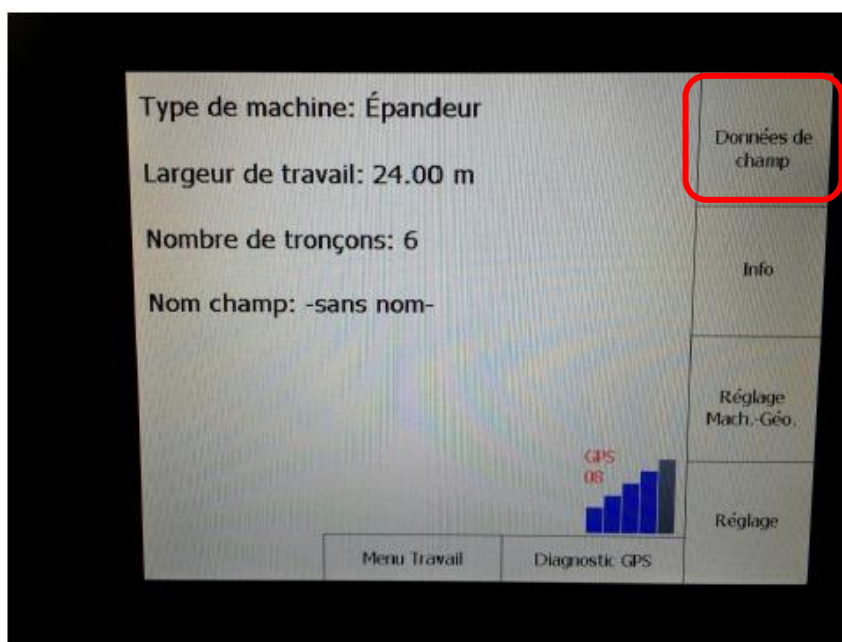 Type de machine: Épandeur
Données de
champ
Largeur de travail: 24.00 m
Nombre de tronçons: 6
Info
Nom champ: -sans nom-
Réglage
Mach.-Géo.
GPS
08
Réglage
Menu Travail
Diagnostic GPS